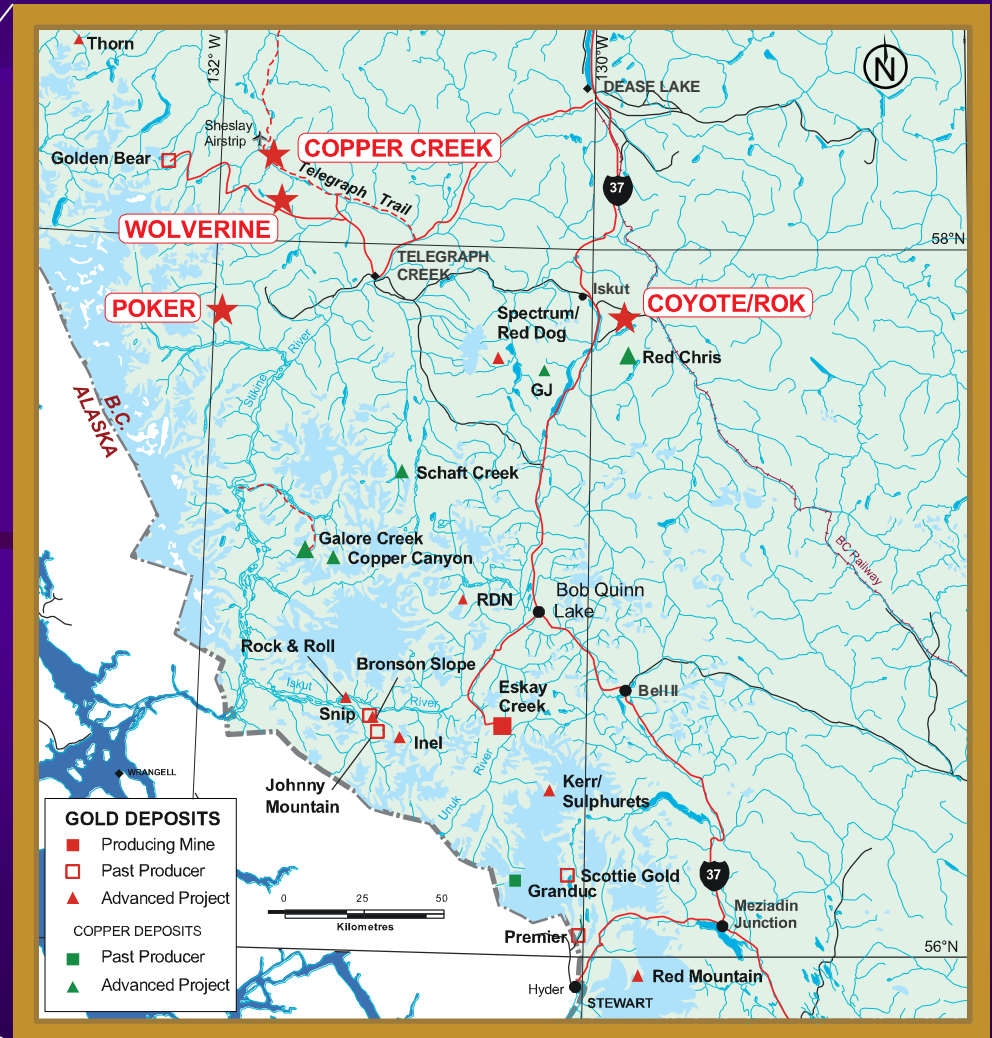 Thorn
132° W
130° W
N
DEASE LAKE
Sheslay
Airstrip
Golden Bear
COPPER CREEK
Telegraph Trail
37
WOLVERINE
58°N
TELEGRAPH
CREEK
Iskut
POKER
COYOTE/ROK
Spectrum/
Red Dog
Red Chris
GJ
Stikine River
B.C.
ALASKA
Schaft Creek
Galore Creek
Copper Canyon
BC Railway
Bob Quinn
Lake
RDN
Rock & Roll
Bronson Slope
Iskut River
Eskay
Creek
Bell II
Snip
Inel
Unuk River
WRANGELL
Johnny
Mountain
Kerr/
Sulphurets
GOLD DEPOSITS
Producing Mine
Past Producer
Advanced Project
COPPER DEPOSITS
Past Producer
Advanced Project
0 25 50
Kilometres
37
Scottie Gold
Granduc
Meziadin
Junction
Premier
56°N
Red Mountain
Hyder
STEWART